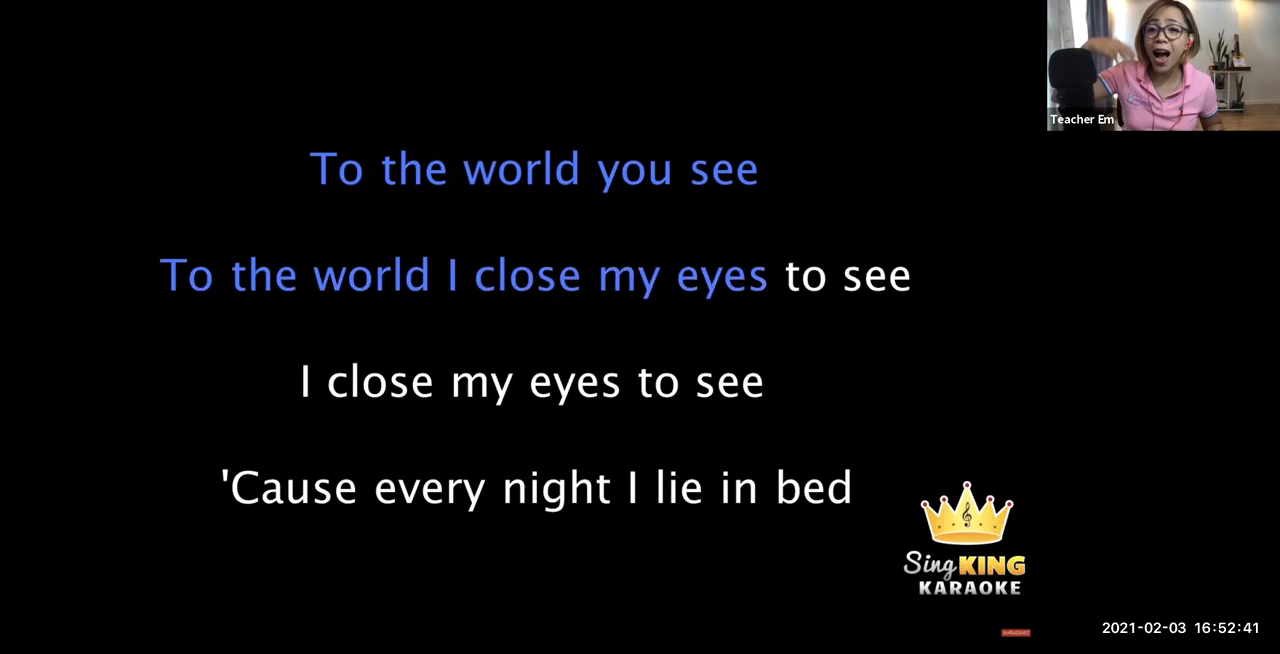 Teacher Em
To the world you see
To the world I close my eyes to see
I close my eyes to see
'Cause every night I lie in bed
Sing KING
KARAOKE
2021-02-03 16:52:41